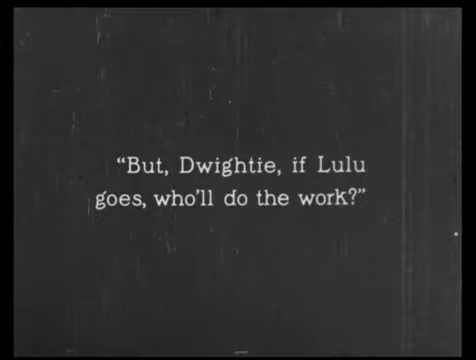 “But, Dwightie, if Lulu
goes, who'll do the work?”